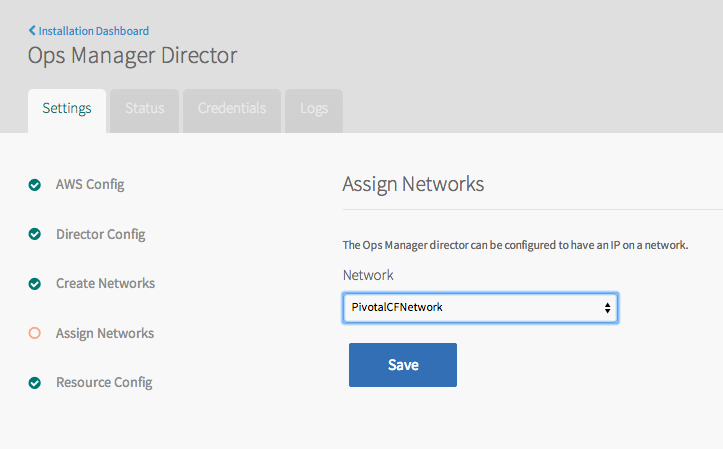 Installation Dashboard
Ops Manager Director
Settings Status Credentials Logs
AWS Config
Director Config
Create Networks
Assign Networks
Resource Config
Assign Networks
The Ops Manager director can be configured to have an IP on a network.
Network
PivotalCFNetwork
Save